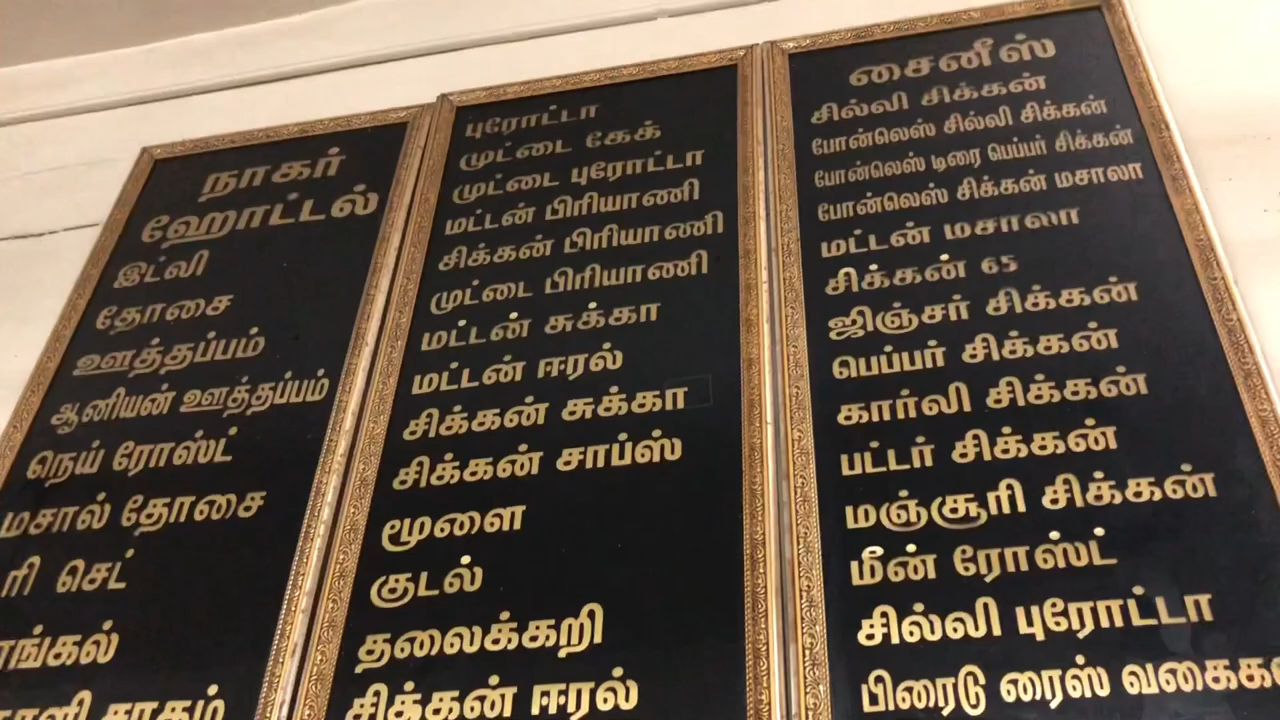 நாகர்
ஹோட்டல்
இட்லி
தோசை
ஊத்தப்பம்
ஆனியன் ஊத்தப்பம்
நெய் ரோஸ்ட்
மசால் தோசை
செட்
புரோட்டா
முட்டை கேக்
முட்டை புரோட்டா
மட்டன் பிரியாணி
சிக்கன் பிரியாணி
முட்டை பிரியாணி
மட்டன் சுக்கா
மட்டன் ஈரல்
சிக்கன் சுக்கா
சிக்கன் சாப்ஸ்
மூளை
குடல்
தலைக்கறி
சிக்கன் ஈரல்
சைனீஸ்
சில்லி சிக்கன்
போன்லெஸ் சில்லி சிக்கன்
போன்லெஸ் டிரை பெப்பர் சிக்கன்
போன்லெஸ் சிக்கன் மசாலா
மட்டன் மசாலா
சிக்கன் 65
ஜிஞ்சர் சிக்கன்
பெப்பர் சிக்கன்
கார்லி சிக்கன்
பட்டர் சிக்கன்
மஞ்சூரி சிக்கன்
மீன் ரோஸ்ட்
சில்லி புரோட்டா
பிரைடு ரைஸ்